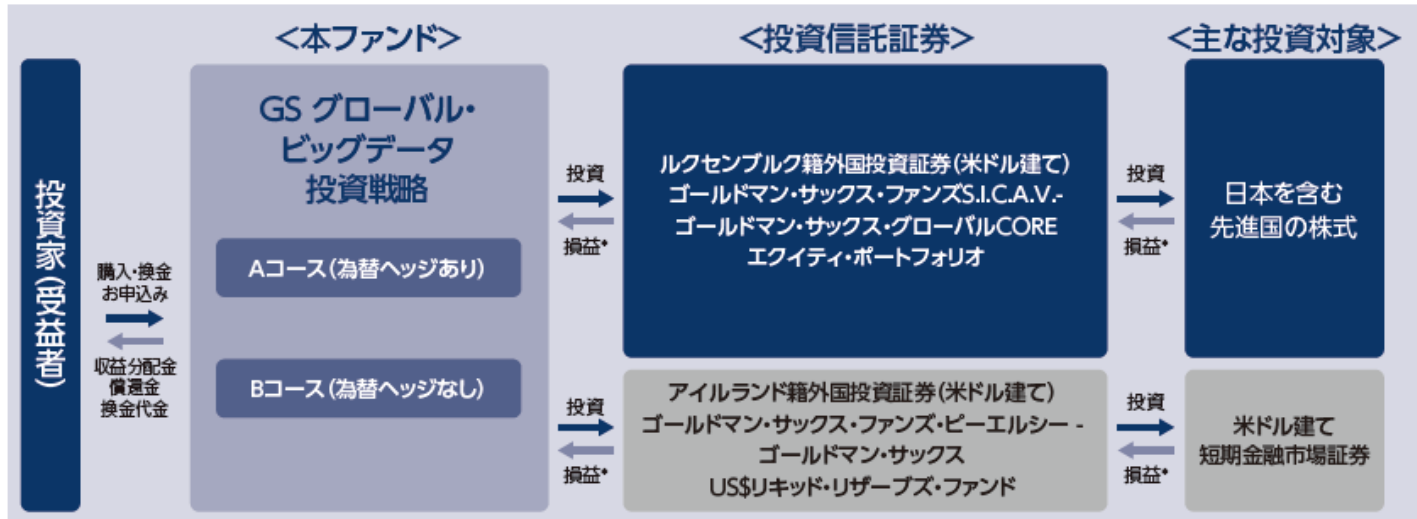 <本ファンド>
<投資信託証券>
<主な投資対象>
投資家(受益者)
購入・換金
お申込み
収益分配金
償還金
換金代金
GS グローバル・
ビッグデータ
投資戦略
Aコース(為替ヘッジあり)
Bコース(為替ヘッジなし)
投資
損益*
ルクセンブルク籍外国投資証券(米ドル建て)
ゴールドマン・サックス・ファンズS.I.C.A.V.-
ゴールドマン・サックス・グローバルCORE
エクイティ・ポートフォリオ
投資
損益*
日本を含む
先進国の株式
投資
損益*
アイルランド籍外国投資証券(米ドル建て)
ゴールドマン・サックス・ファンズ・ピーエルシー -
ゴールドマン・サックス
US$リキッド・リザーブズ・ファンド
投資
損益*
米ドル建て
短期金融市場証券